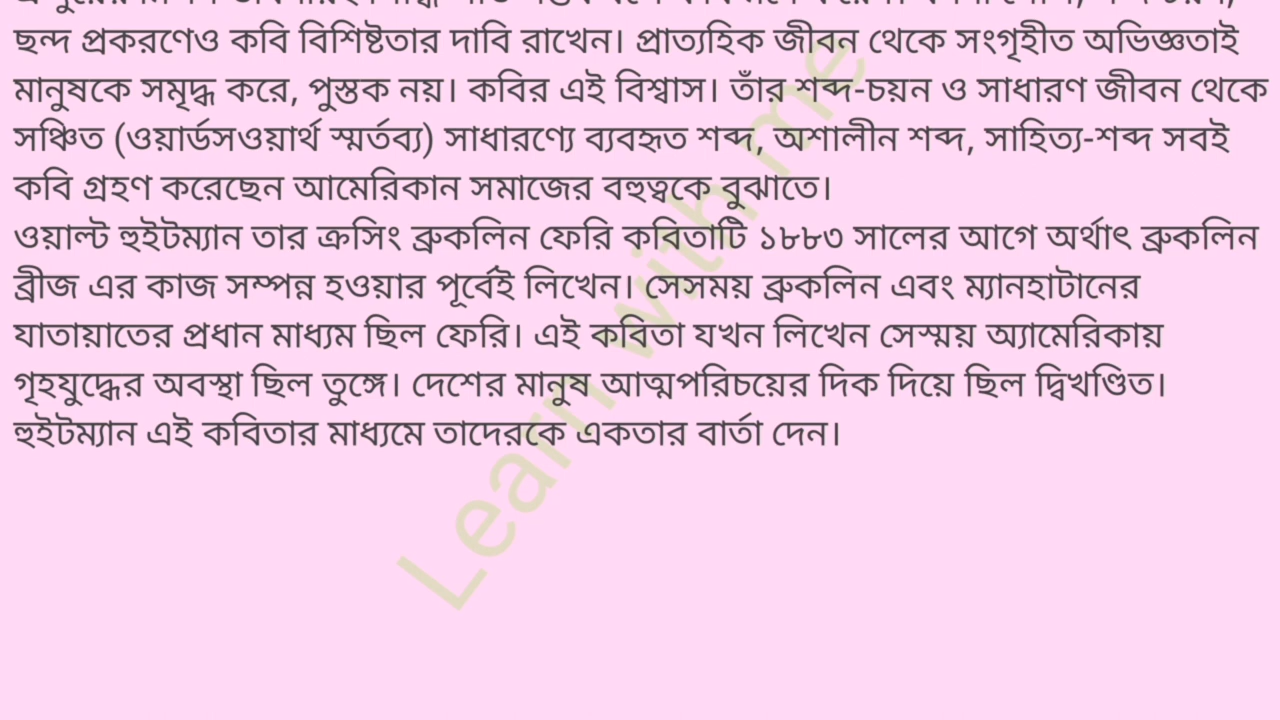 ছন্দ প্রকরণেও কবি বিশিষ্টতার দাবি রাখেন। প্রাত্যহিক জীবন থেকে সংগৃহীত অভিজ্ঞতাই
মানুষকে সমৃদ্ধ করে, পুস্তক নয়। কবির এই বিশ্বাস। তাঁর শব্দ-চয়ন ও সাধারণ জীবন থেকে
সঞ্চিত (ওয়ার্ডসওয়ার্থ স্মর্তব্য) সাধারণ্যে ব্যবহৃত শব্দ, অশালীন শব্দ, সাহিত্য-শব্দ সবই
কবি গ্রহণ করেছেন আমেরিকান সমাজের বহুত্বকে বুঝাতে।
ওয়াল্ট হুইটম্যান তার ক্রসিং ব্রুকলিন ফেরি কবিতাটি ১৮৮৩ সালের আগে অর্থাৎ ব্রুকলিন
ব্রীজ এর কাজ সম্পন্ন হওয়ার পূর্বেই লিখেন। সেসময় ব্রুকলিন এবং ম্যানহাটানের
যাতায়াতের প্রধান মাধ্যম ছিল ফেরি। এই কবিতা যখন লিখেন সেস্ময় অ্যামেরিকায়
গৃহযুদ্ধের অবস্থা ছিল তুঙ্গে। দেশের মানুষ আত্মপরিচয়ের দিক দিয়ে ছিল দ্বিখণ্ডিত।
হুইটম্যান এই কবিতার মাধ্যমে তাদেরকে একতার বার্তা দেন।
Learn with me